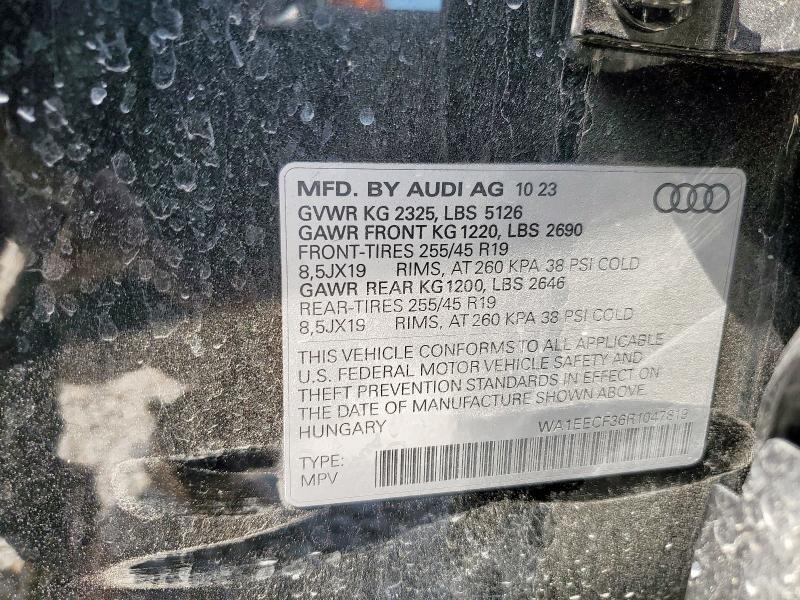 MFD. BY AUDI AG 10 23
GVWR KG 2325, LBS 5126
GAWR FRONT KG 1220, LBS 2690
FRONT-TIRES 255/45 R19
8,5JX19 RIMS, AT 260 KPA 38 PSI COLD
GAWR REAR KG 1200, LBS 2646
REAR-TIRES 255/45 R19
8,5JX19 RIMS, AT 260 KPA 38 PSI COLD
THIS VEHICLE CONFORMS TO ALL APPLICABLE
U.S. FEDERAL MOTOR VEHICLE SAFETY AND
THEFT PREVENTION STANDARDS IN EFFECT ON
THE DATE OF MANUFACTURE SHOWN ABOVE.
HUNGARY WA1EECF36R1047819
TYPE:
MPV